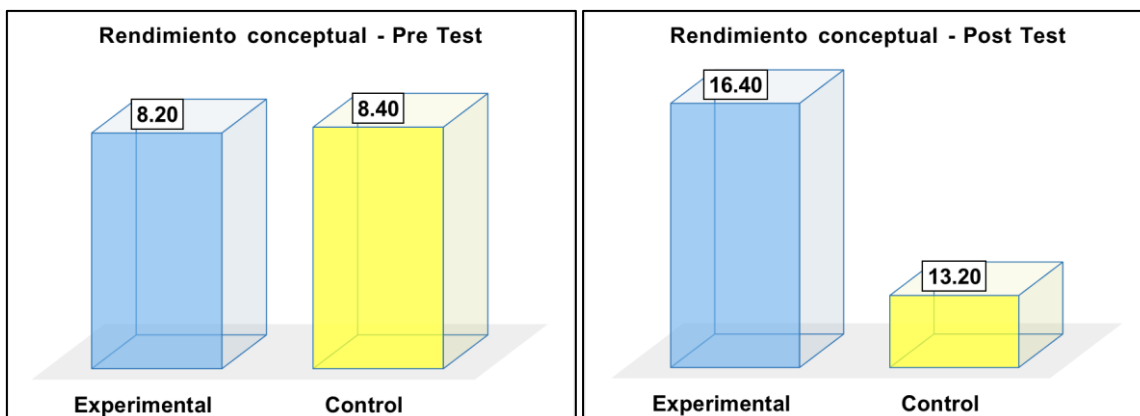 Rendimiento conceptual - Pre Test
8.20
8.40
Experimental
Control
Rendimiento conceptual - Post Test
16.40
13.20
Experimental
Control